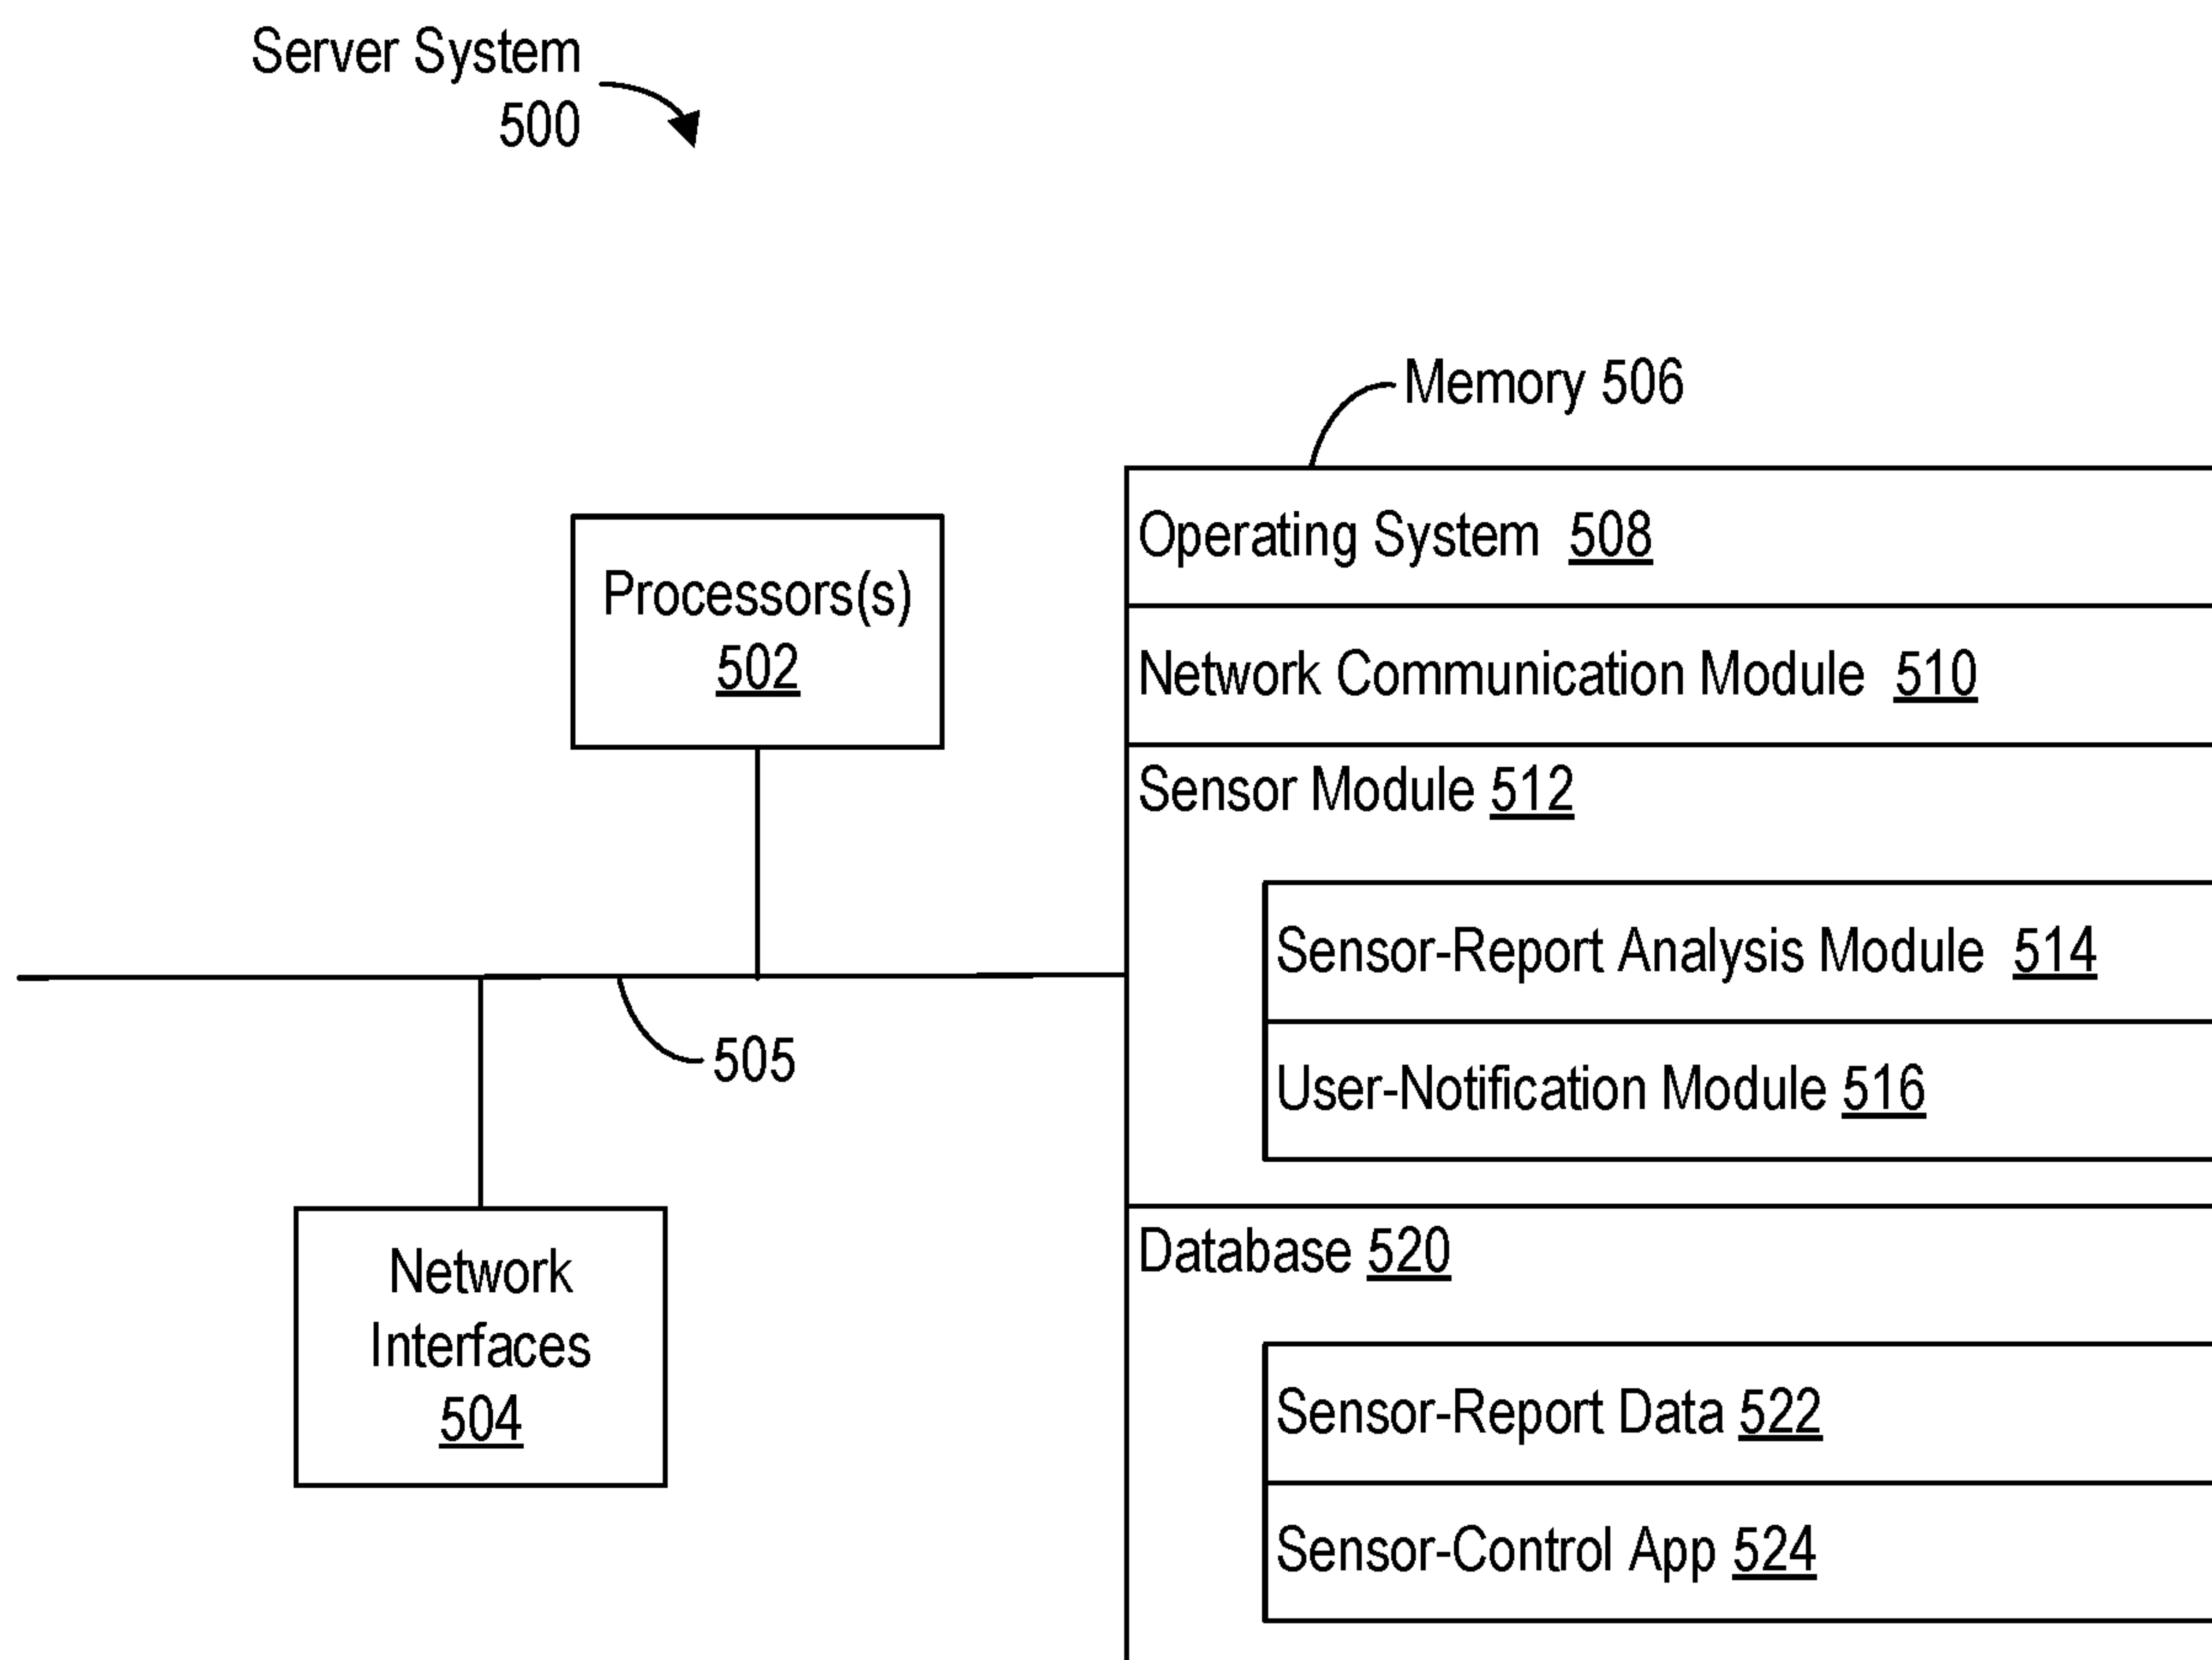 Server System
500
Memory 506
Operating System 508
Processors(s)
502
Network Communication Module 510
Sensor Module 512
Sensor-Report Analysis Module 514
505
User-Notification Module 516
Network
Interfaces
504
Database 520
Sensor-Report Data 522
Sensor-Control App 524